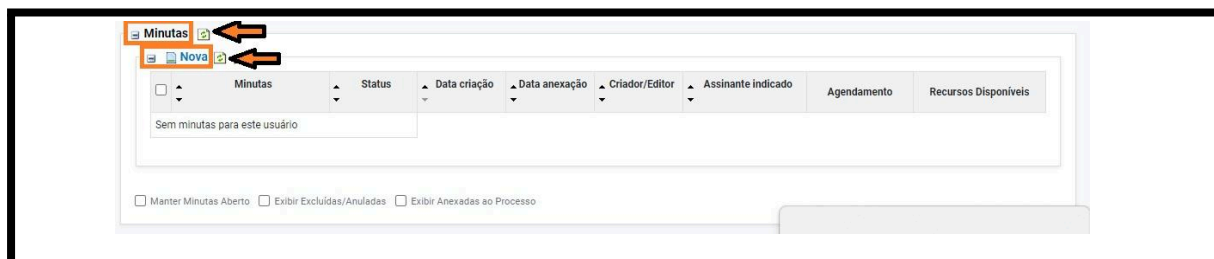 Minutas
Nova
Minutas Status Data criação Data anexação Criador/Editor Assinante indicado Agendamento Recursos Disponíveis
Sem minutas para este usuário
Manter Minutas Aberto Exibir Excluídas/Anuladas Exibir Anexadas ao Processo